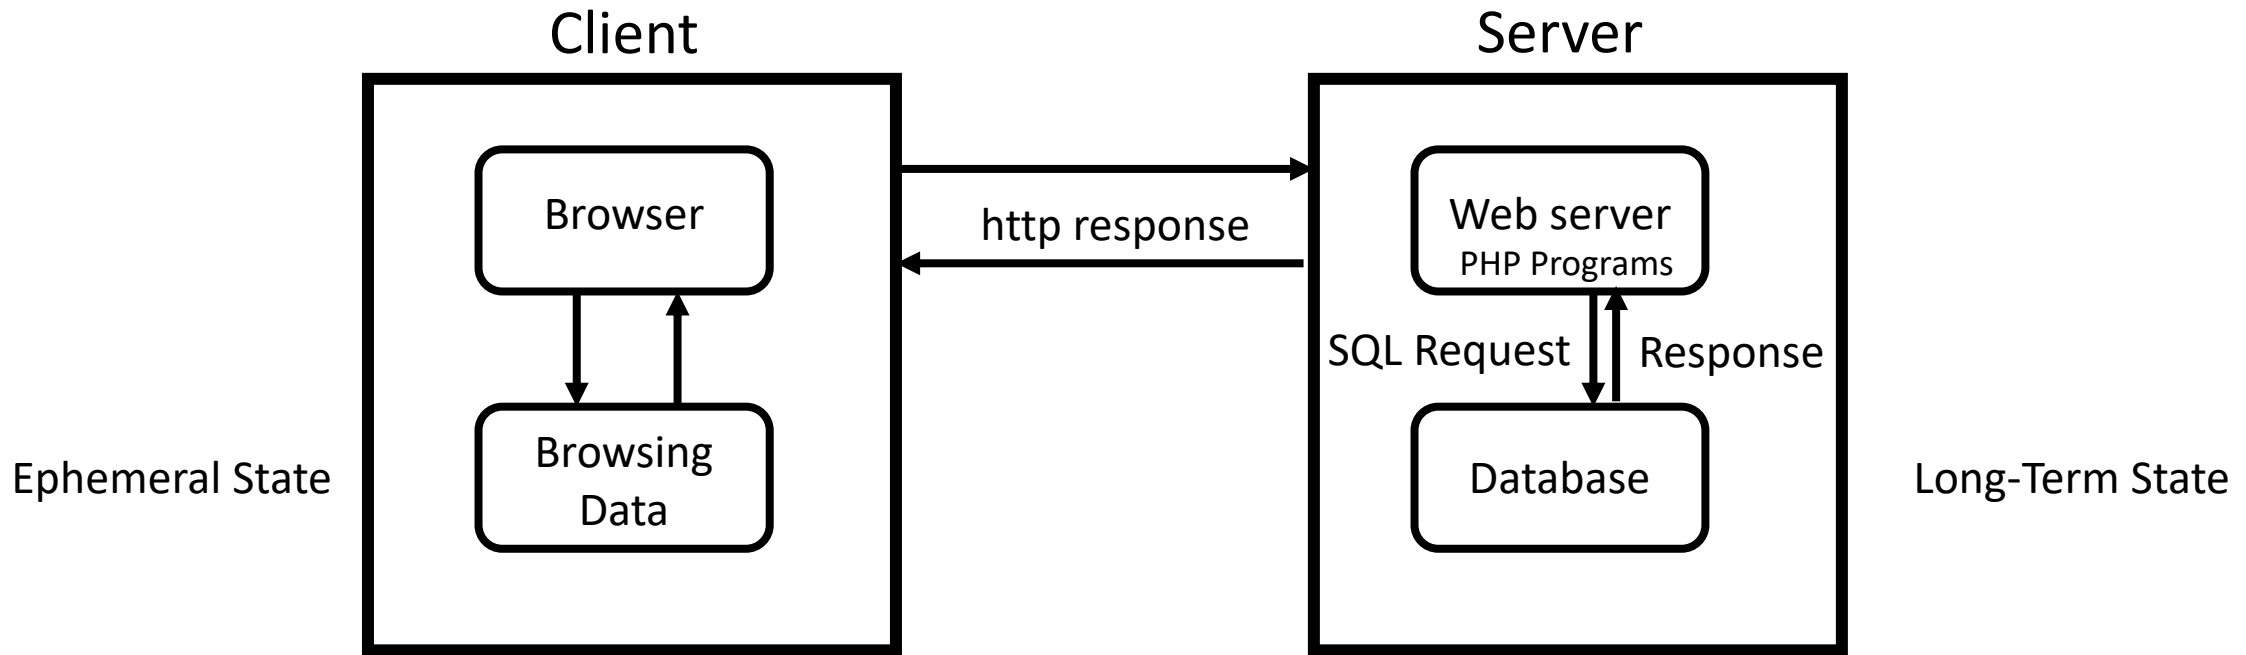 Client
Server
Browser
http response
Web server
PHP Programs
SQL Request
Response
Ephemeral State
Browsing
Data
Database
Long-Term State